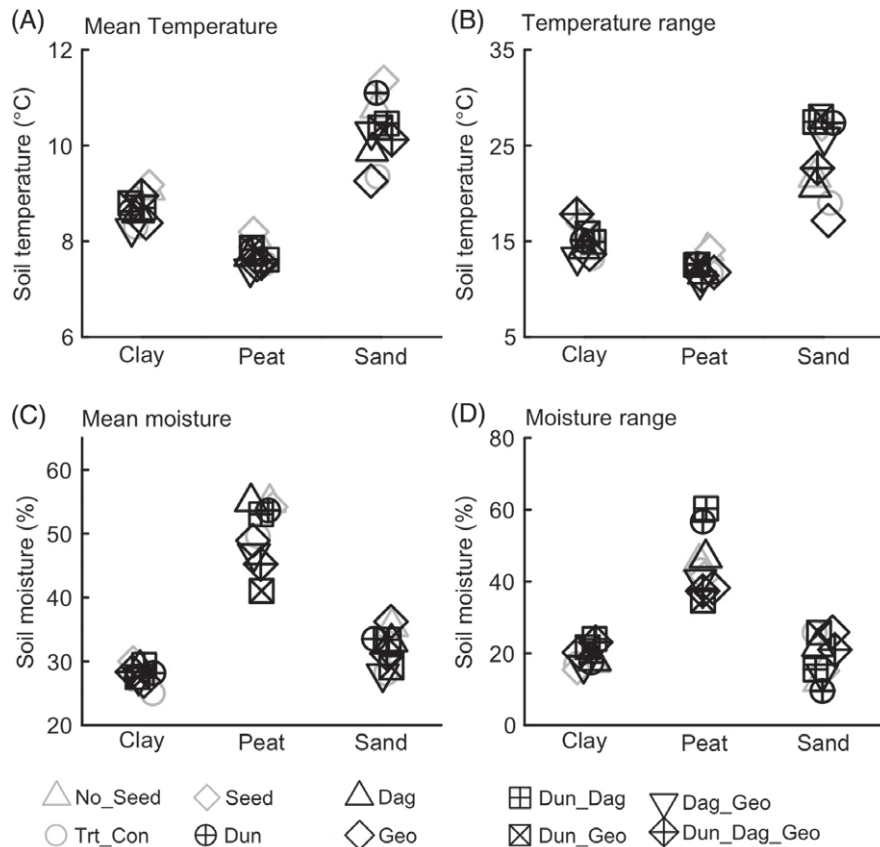 (A) Mean Temperature
Soil temperature (°C)
12
10
8
6
Clay Peat Sand
(B) Temperature range
Soil temperature (°C)
35
25
15
5
Clay Peat Sand
(C) Mean moisture
Soil moisture (%)
60
50
40
30
20
Clay Peat Sand
(D) Moisture range
Soil moisture (%)
80
60
40
20
0
Clay Peat Sand
No_Seed Seed Dag Dun_Dag Dag_Geo
Trt_Con Dun Geo Dun_Geo Dun_Dag_Geo